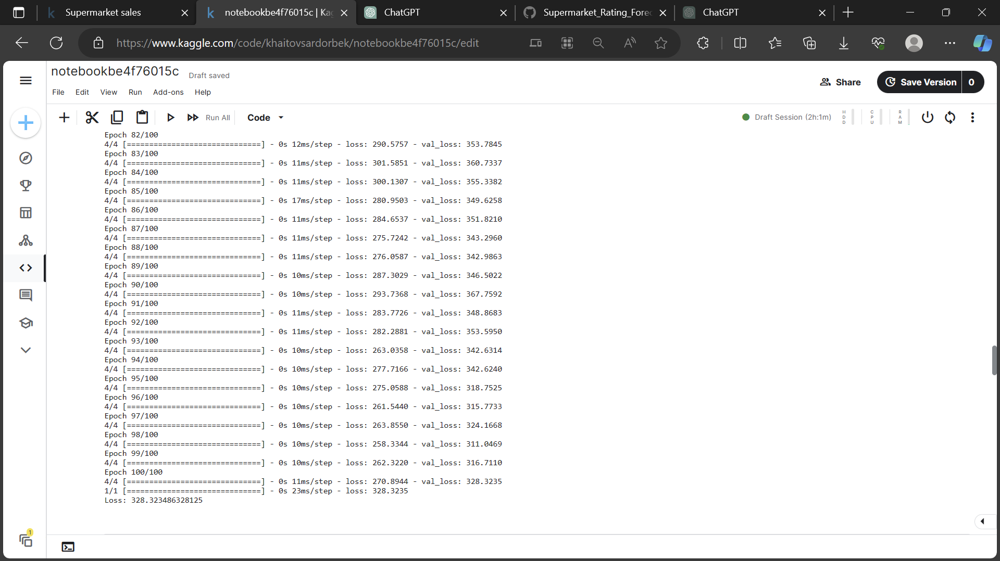 Supermarket sales
notebookbe4f76015c | Kag
ChatGPT
Supermarket_Rating_Forec
ChatGPT
https://www.kaggle.com/code/khaitovsardorbek/notebookbe4f76015c/edit
notebookbe4f76015c
Draft saved
File Edit View Run Add-ons Help
Share
Save Version 0
Run All
Code
Draft Session (2h:1m)
HDD
CPU
RAM
Epoch 82/100
4/4 [==============================] - 0s 12ms/step - loss: 290.5757 - val_loss: 353.7845
Epoch 83/100
4/4 [==============================] - 0s 11ms/step - loss: 301.5851 - val_loss: 360.7337
Epoch 84/100
4/4 [==============================] - 0s 11ms/step - loss: 300.1307 - val_loss: 355.3382
Epoch 85/100
4/4 [==============================] - 0s 17ms/step - loss: 280.9503 - val_loss: 349.6258
Epoch 86/100
4/4 [==============================] - 0s 11ms/step - loss: 284.6537 - val_loss: 351.8210
Epoch 87/100
4/4 [==============================] - 0s 11ms/step - loss: 275.7242 - val_loss: 343.2960
Epoch 88/100
4/4 [==============================] - 0s 11ms/step - loss: 276.0587 - val_loss: 342.9863
Epoch 89/100
4/4 [==============================] - 0s 10ms/step - loss: 287.3029 - val_loss: 346.5022
Epoch 90/100
4/4 [==============================] - 0s 10ms/step - loss: 293.7368 - val_loss: 367.7592
Epoch 91/100
4/4 [==============================] - 0s 11ms/step - loss: 283.7726 - val_loss: 348.8683
Epoch 92/100
4/4 [==============================] - 0s 11ms/step - loss: 282.2881 - val_loss: 353.5950
Epoch 93/100
4/4 [==============================] - 0s 10ms/step - loss: 263.0358 - val_loss: 342.6314
Epoch 94/100
4/4 [==============================] - 0s 10ms/step - loss: 277.7166 - val_loss: 342.6240
Epoch 95/100
4/4 [==============================] - 0s 10ms/step - loss: 275.0588 - val_loss: 318.7525
Epoch 96/100
4/4 [==============================] - 0s 10ms/step - loss: 261.5440 - val_loss: 315.7733
Epoch 97/100
4/4 [==============================] - 0s 10ms/step - loss: 263.8550 - val_loss: 324.1668
Epoch 98/100
4/4 [==============================] - 0s 10ms/step - loss: 258.3344 - val_loss: 311.0469
Epoch 99/100
4/4 [==============================] - 0s 10ms/step - loss: 262.3220 - val_loss: 316.7110
Epoch 100/100
4/4 [==============================] - 0s 11ms/step - loss: 270.8944 - val_loss: 328.3235
1/1 [==============================] - 0s 23ms/step - loss: 328.3235
Loss: 328.323486328125
1